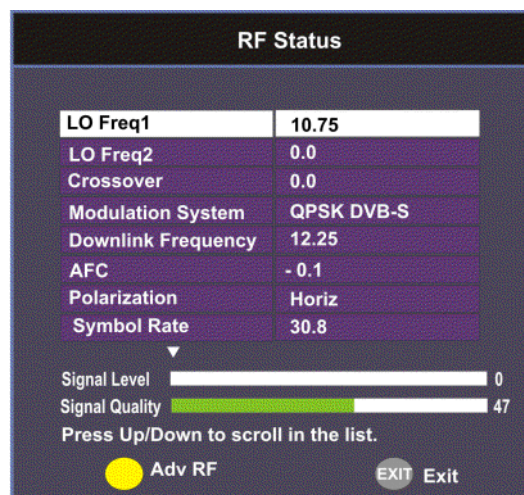 RF Status
LO Freq1 10.75
LO Freq2 0.0
Crossover 0.0
Modulation System QPSK DVB-S
Downlink Frequency 12.25
AFC - 0.1
Polarization Horiz
Symbol Rate 30.8
Signal Level 0
Signal Quality 47
Press Up/Down to scroll in the list.
Adv RF EXIT Exit